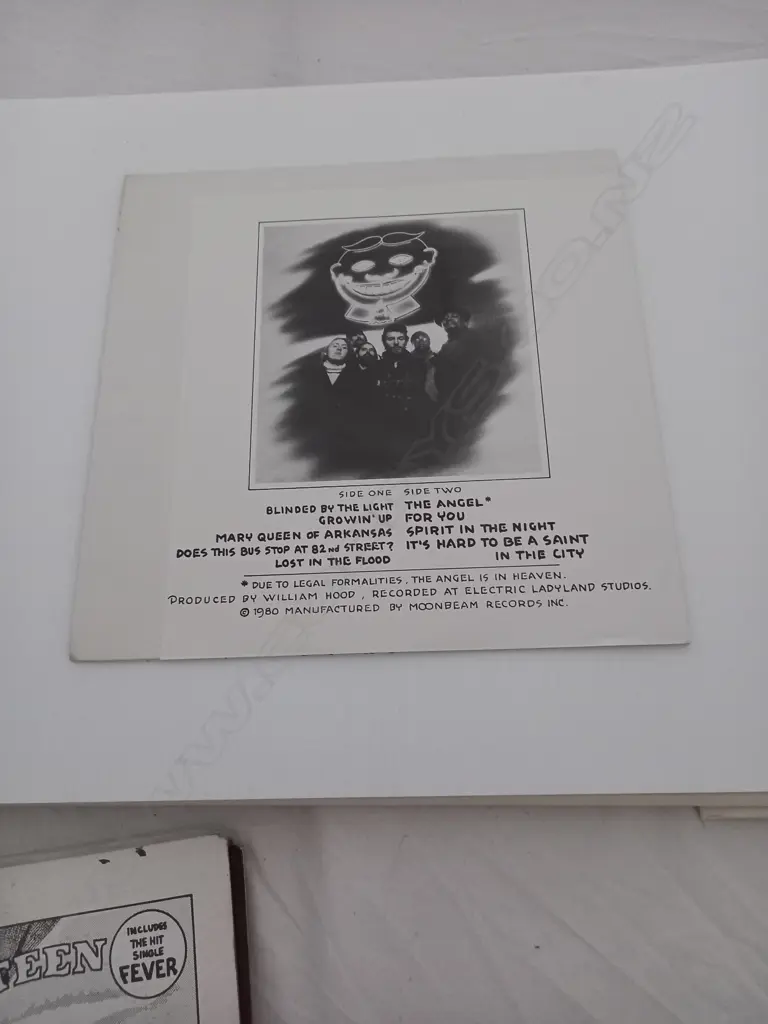 SIDE ONE SIDE TWO
BLINDED BY THE LIGHT THE ANGEL*
GROWIN' UP FOR YOU
MARY QUEEN OF ARKANSAS SPIRIT IN THE NIGHT
DOES THIS BUS STOP AT 82nd STREET? IT'S HARD TO BE A SAINT
LOST IN THE FLOOD IN THE CITY
* DUE TO LEGAL FORMALITIES, THE ANGEL IS IN HEAVEN.
PRODUCED BY WILLIAM HOOD, RECORDED AT ELECTRIC LADYLAND STUDIOS.
© 1980 MANUFACTURED BY MOONBEAM RECORDS INC.
TEEN
INCLUDES
THE HIT
SINGLE
FEVER